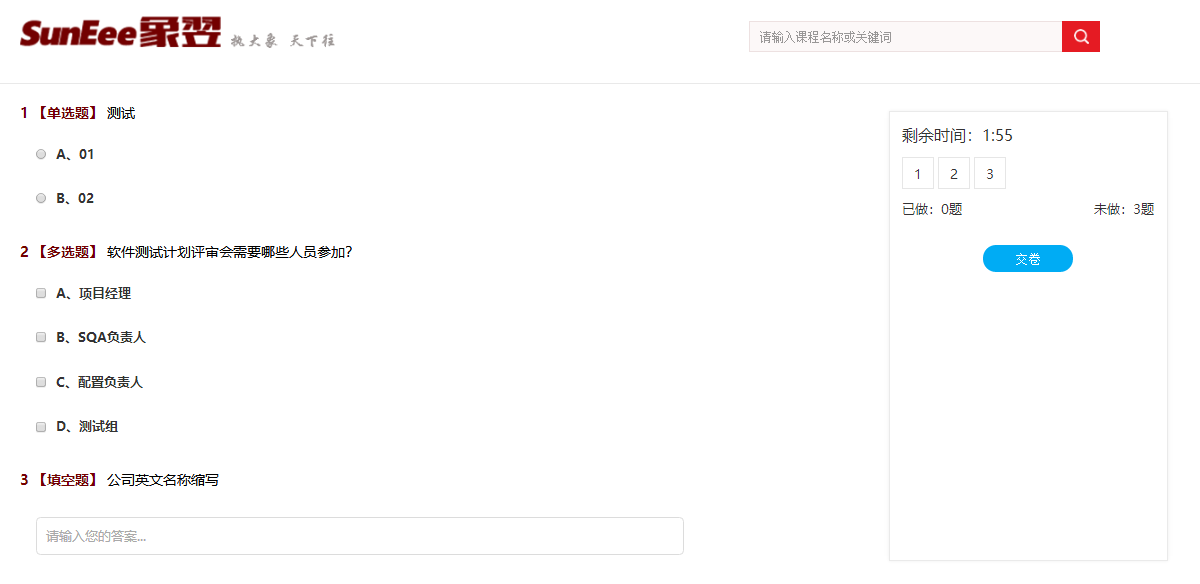 SunEee象翌 执大象 天下往
请输入课程名称或关键词
1 【单选题】 测试
A、01
B、02
2 【多选题】 软件测试计划评审会需要哪些人员参加?
A、项目经理
B、SQA负责人
C、配置负责人
D、测试组
3 【填空题】 公司英文名称缩写
请输入您的答案...
剩余时间：1:55
1 2 3
已做：0题 未做：3题
交卷